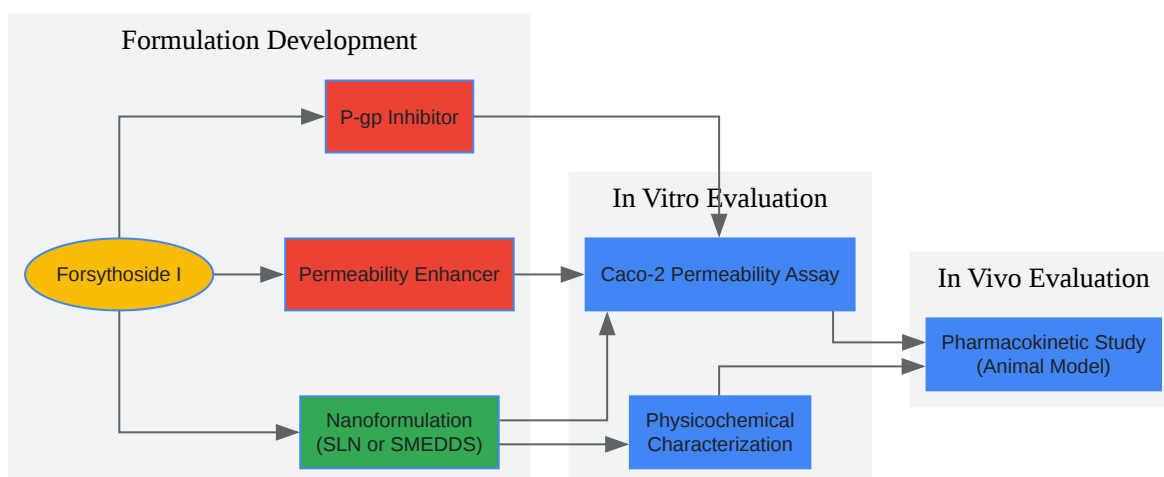 Formulation Development
P-gp Inhibitor
In Vitro Evaluation
Forsythoside I
Permeability Enhancer
Caco-2 Permeability Assay
In Vivo Evaluation
Pharmacokinetic Study
(Animal Model)
Nanoformulation
(SLN or SMEDDS)
Physicochemical
Characterization